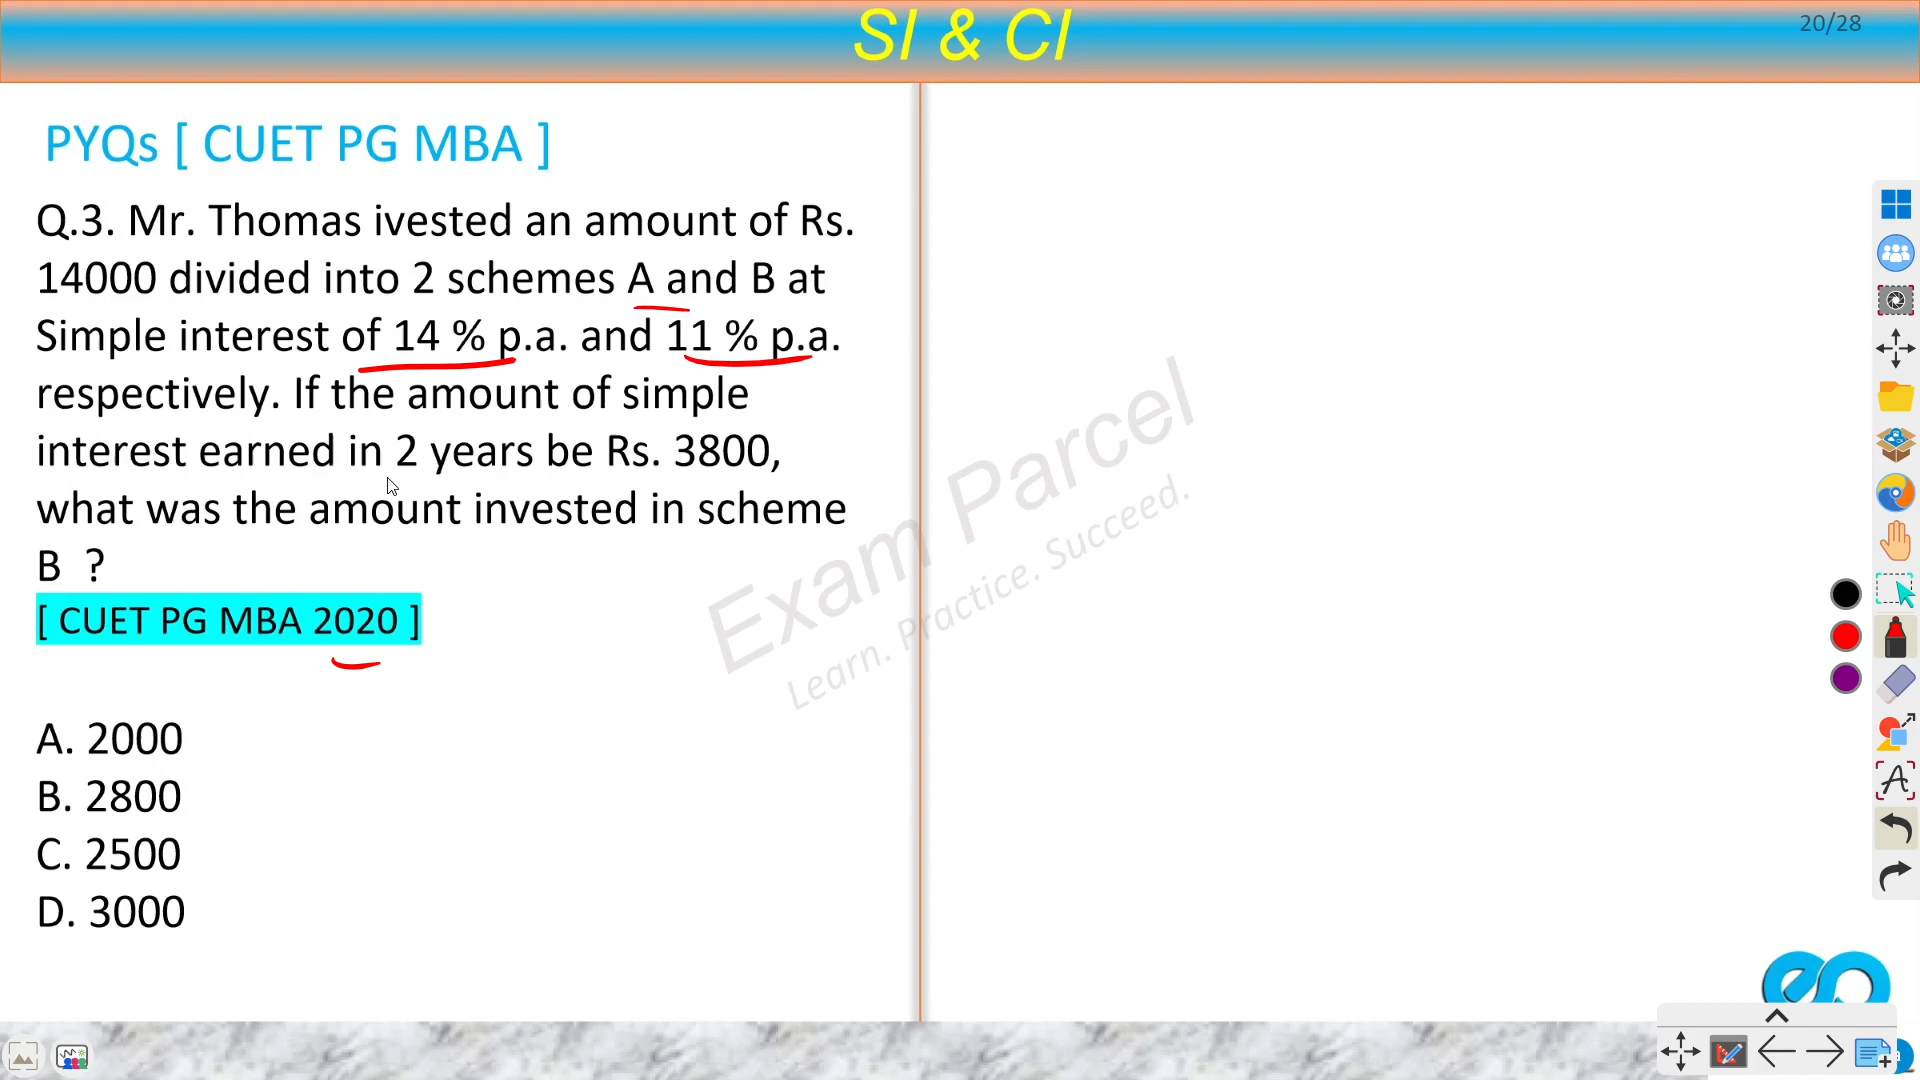 SI & CI
20/28
PYQs [ CUET PG MBA ]
Q.3. Mr. Thomas ivested an amount of Rs.
14000 divided into 2 schemes A and B at
Simple interest of 14 % p.a. and 11 % p.a.
respectively. If the amount of simple
interest earned in 2 years be Rs. 3800,
what was the amount invested in scheme
B ?
[ CUET PG MBA 2020 ]
A. 2000
B. 2800
C. 2500
D. 3000
Exam Parcel
Learn. Practice. Succeed.